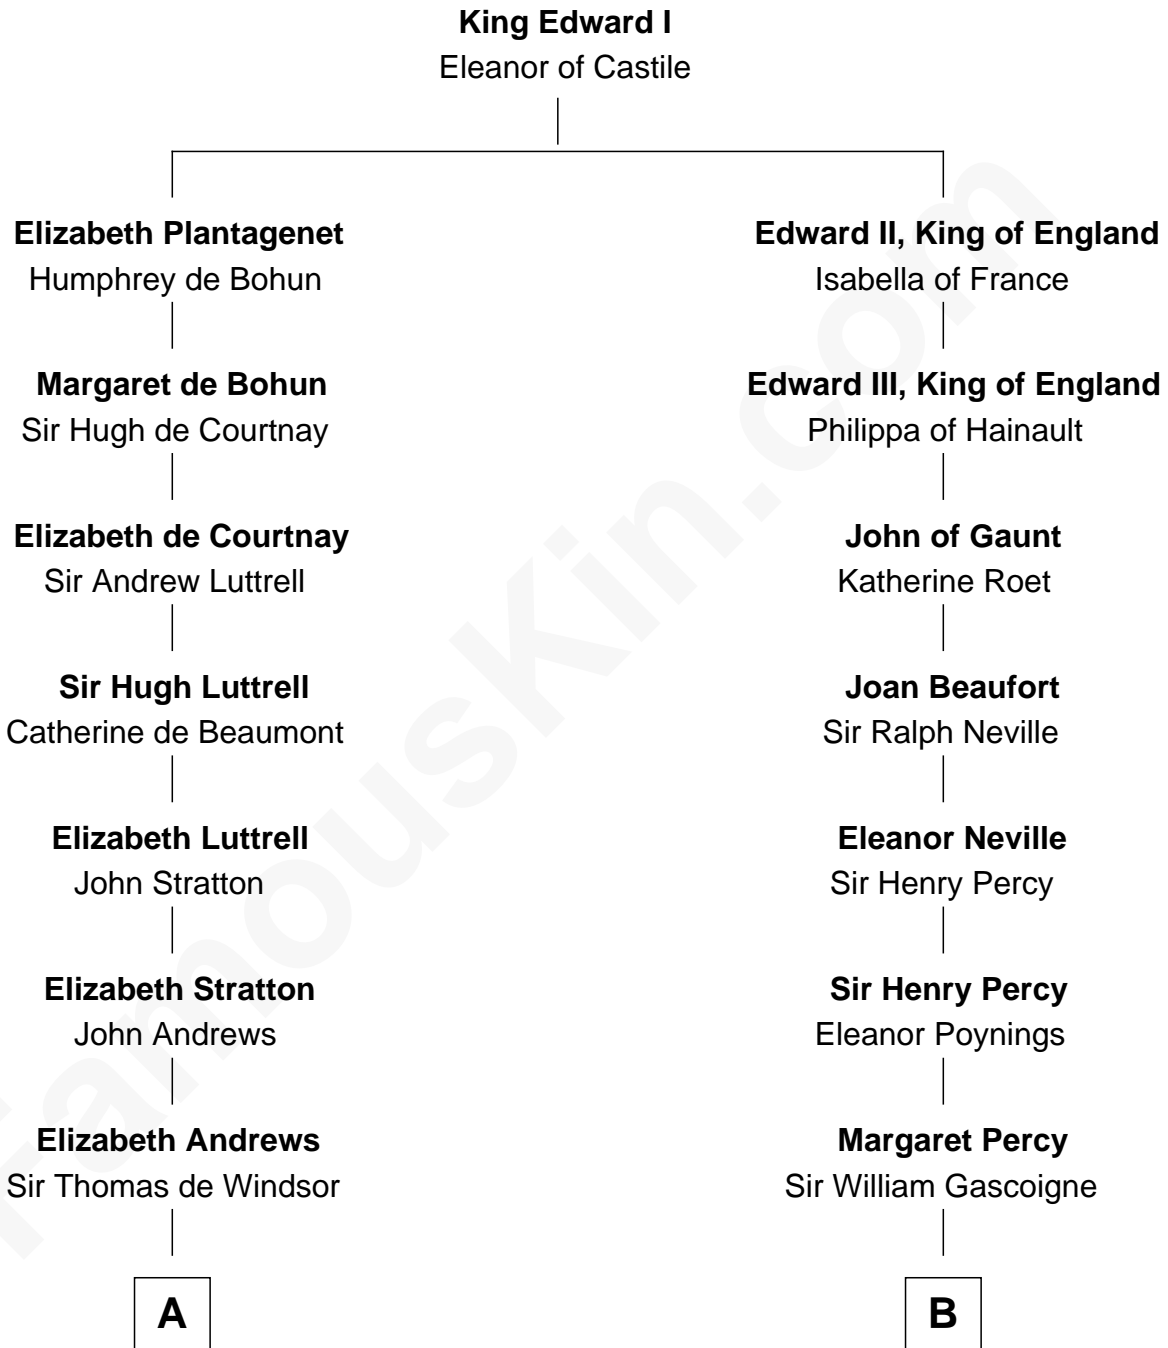 King Edward I
Eleanor of Castile
Elizabeth Plantagenet
Humphrey de Bohun
Edward II, King of England
Isabella of France
Margaret de Bohun
Sir Hugh de Courtnay
Edward III, King of England
Philippa of Hainault
Elizabeth de Courtnay
Sir Andrew Luttrell
John of Gaunt
Katherine Roet
Sir Hugh Luttrell
Catherine de Beaumont
Joan Beaufort
Sir Ralph Neville
Elizabeth Luttrell
John Stratton
Eleanor Neville
Sir Henry Percy
Elizabeth Stratton
John Andrews
Sir Henry Percy
Eleanor Poynings
Elizabeth Andrews
Sir Thomas de Windsor
Margaret Percy
Sir William Gascoigne
A
B
FamousKin.com